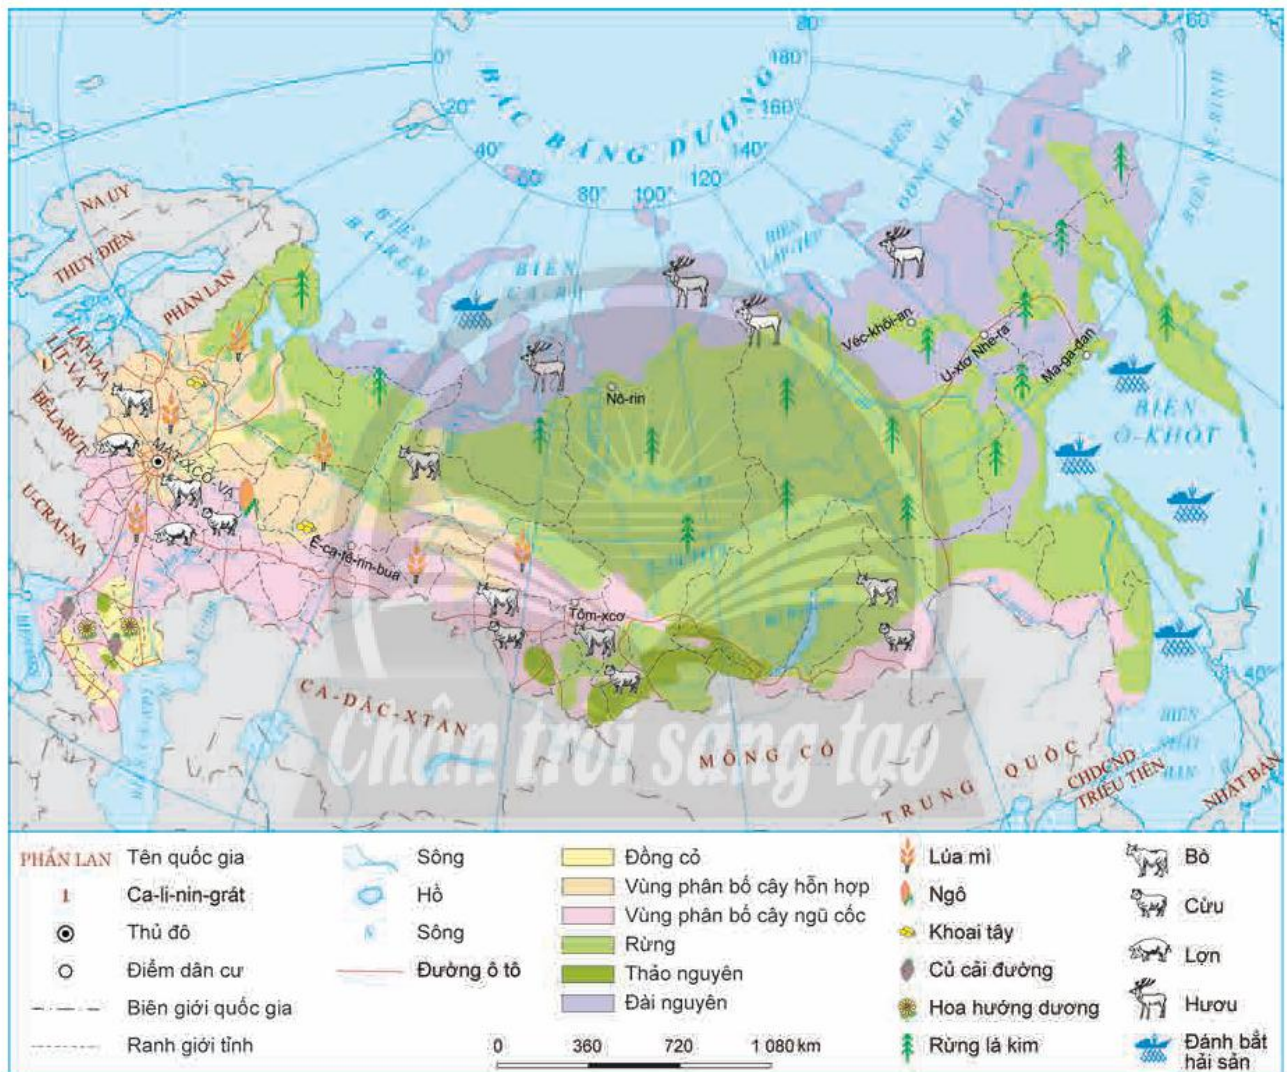 80°
160°
0°
180°
20°
160°
40°
140°
60°
120°
80°
100°
BẮC BĂNG DƯƠNG
BIỂN
ĐÔNG XI-BIA
BIỂN BÊ-RINH
NA UY
THỤY ĐIỂN
PHẦN LAN
BIỂN
BA-REN
BIỂN
CA-RA
BIỂN
LÁP-TÉP
LÁT-VI-A
LÍT-VA
BÊ-LA-RÚT
U-CRAI-NA
1
MAT-XCƠ-VA
Nô-rin
Véc-khôi-an
U-xtơ Nhê-ra
Ma-ga-đan
BIỂN
Ô-KHỐT
Ê-ca-tê-rin-bua
Tôm-xcơ
CA-DẮC-XTAN
MÔNG CỔ
TRUNG QUỐC
CHDCND
TRIỀU TIÊN
NHẬT BẢN
BIỂN
NHẬT
BẢN
40°
Chân trời sáng tạo
PHẦN LAN Tên quốc gia
1 Ca-li-nin-grát
Thủ đô
Điểm dân cư
Biên giới quốc gia
Ranh giới tỉnh
Sông
Hồ
Sông
Đường ô tô
Đồng cỏ
Vùng phân bố cây hỗn hợp
Vùng phân bố cây ngũ cốc
Rừng
Thảo nguyên
Đài nguyên
0 360 720 1 080 km
Lúa mì
Ngô
Khoai tây
Củ cải đường
Hoa hướng dương
Rừng lá kim
Bò
Cừu
Lợn
Hươu
Đánh bắt
hải sản